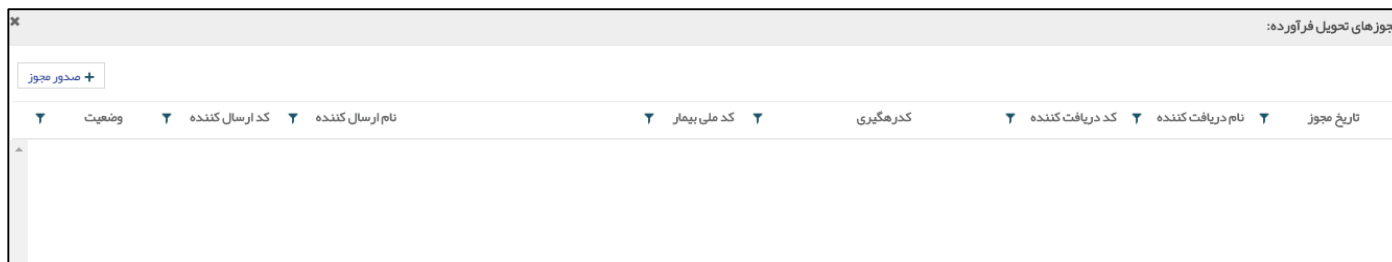 جوزهای تحویل فرآورده:
صدور مجوز +
تاریخ مجوز نام دریافت کننده کد دریافت کننده کدرهگیری کد ملی بیمار نام ارسال کننده کد ارسال کننده وضعیت